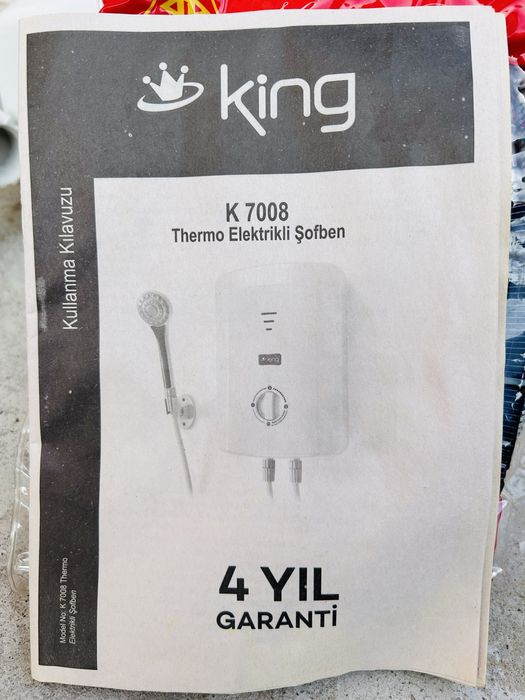 king
Kullanma Kılavuzu
K 7008
Thermo Elektrikli Şofben
king
4 YIL
GARANTİ
Model No: K 7008 Thermo
Elektrikli Şofben